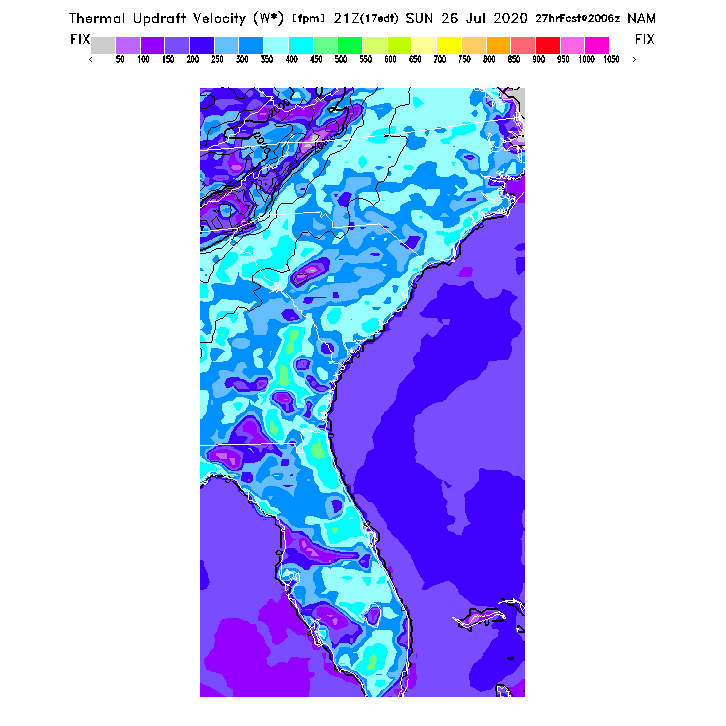 Thermal Updraft Velocity (W*) [fpm] 21Z(17edt) SUN 26 Jul 2020 27hrFcst@2006z NAM
FIX FIX
< 50 100 150 200 250 300 350 400 450 500 550 600 650 700 750 800 850 900 950 1000 1050 >